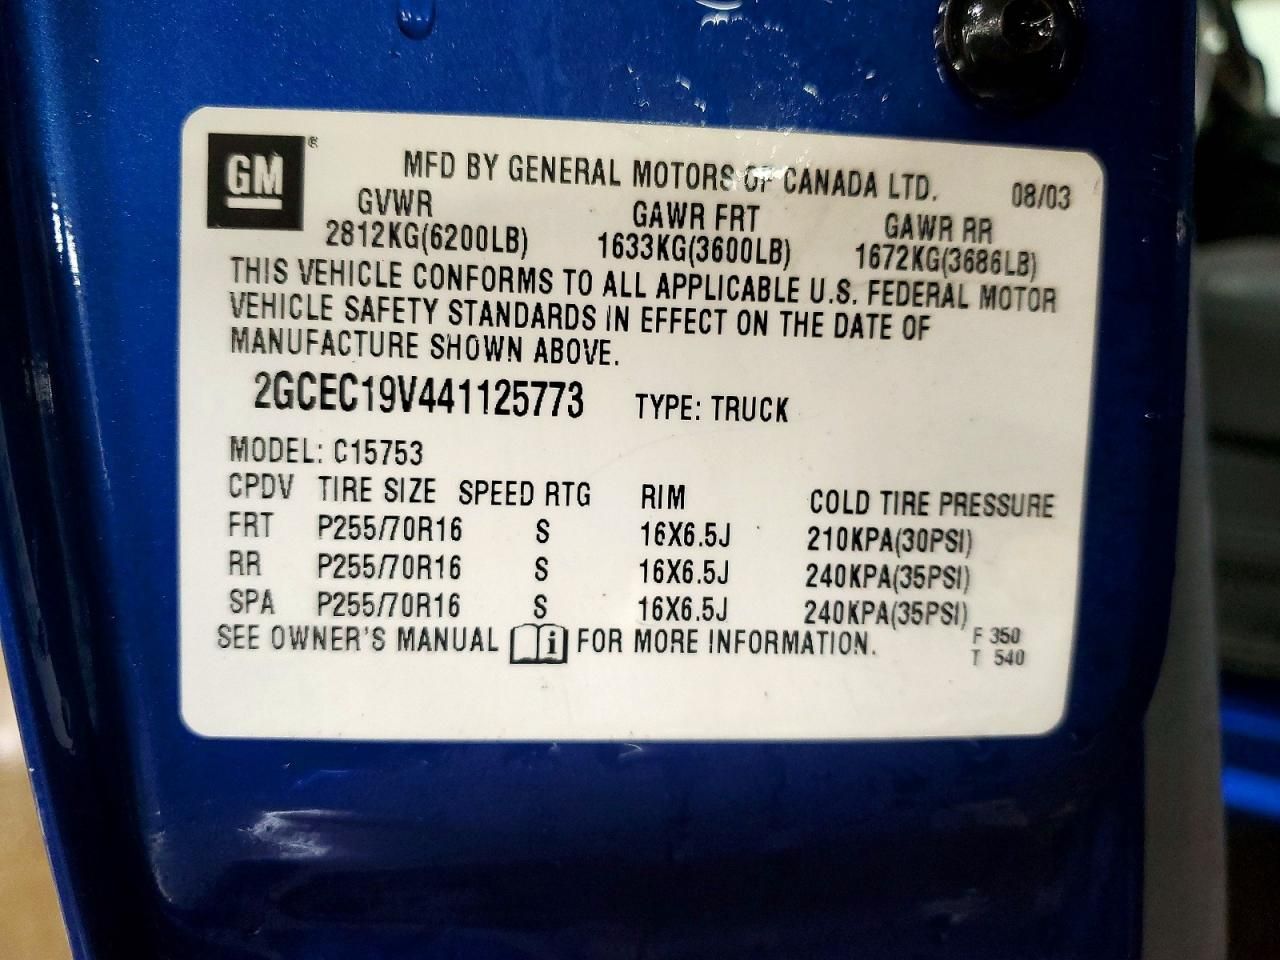 GM ®
MFD BY GENERAL MOTORS OF CANADA LTD. 08/03
GVWR GAWR FRT GAWR RR
2812KG(6200LB) 1633KG(3600LB) 1672KG(3686LB)
THIS VEHICLE CONFORMS TO ALL APPLICABLE U.S. FEDERAL MOTOR
VEHICLE SAFETY STANDARDS IN EFFECT ON THE DATE OF
MANUFACTURE SHOWN ABOVE.
2GCEC19V441125773 TYPE: TRUCK
MODEL: C15753
CPDV TIRE SIZE SPEED RTG RIM COLD TIRE PRESSURE
FRT P255/70R16 S 16X6.5J 210KPA(30PSI)
RR P255/70R16 S 16X6.5J 240KPA(35PSI)
SPA P255/70R16 S 16X6.5J 240KPA(35PSI)
SEE OWNER'S MANUAL i FOR MORE INFORMATION. F 350
T 540